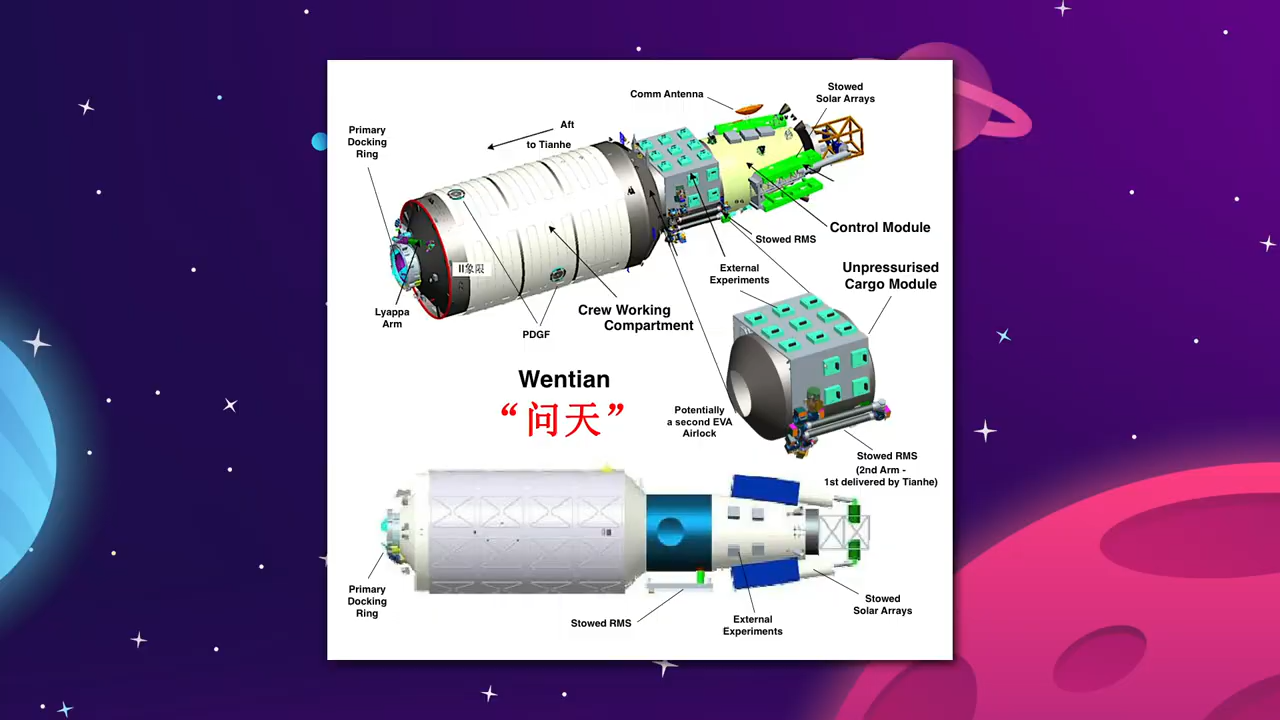 Comm Antenna
Stowed
Solar Arrays
Primary
Docking
Ring
Aft
to Tianhe
II象限
Stowed RMS
Control Module
External
Experiments
Unpressurised
Cargo Module
Lyappa
Arm
PDGF
Crew Working
Compartment
Wentian
“问天”
Potentially
a second EVA
Airlock
Stowed RMS
(2nd Arm -
1st delivered by Tianhe)
Primary
Docking
Ring
Stowed RMS
External
Experiments
Stowed
Solar Arrays